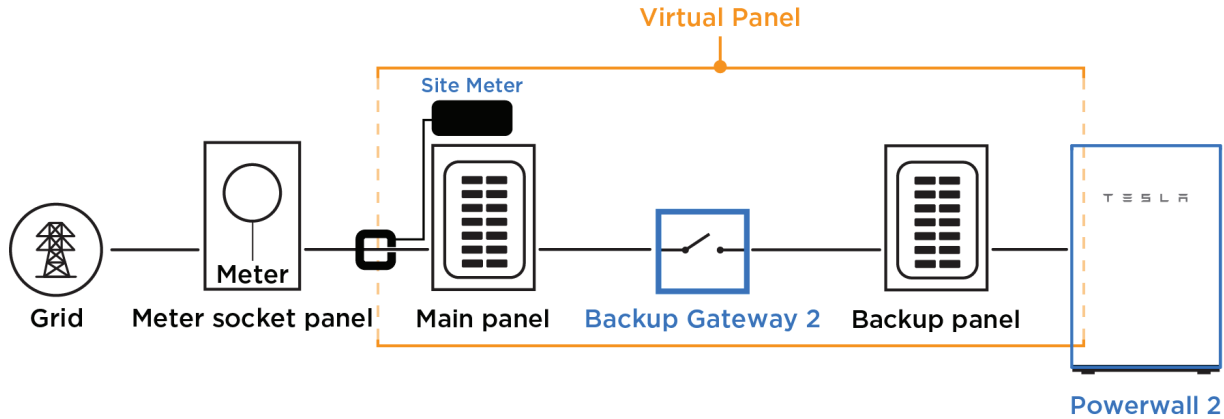 Virtual Panel
Site Meter
TESLA
Meter
Grid
Meter socket panel
Main panel
Backup Gateway 2
Backup panel
Powerwall 2